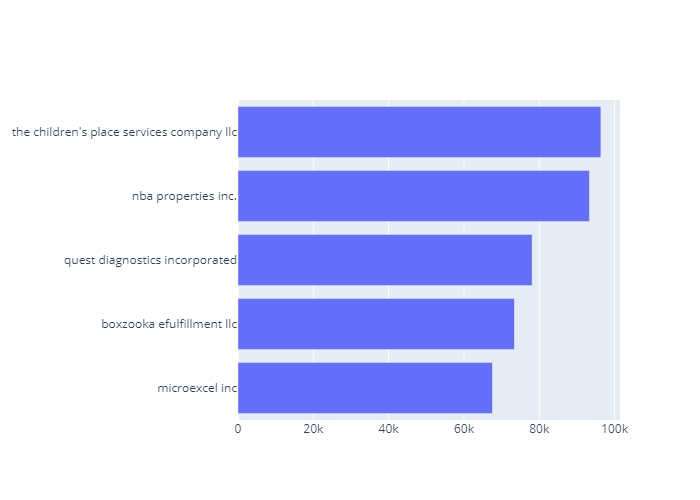 the children's place services company llc
nba properties inc.
quest diagnostics incorporated
boxzooka efulfillment llc
microexcel inc
0 20k 40k 60k 80k 100k